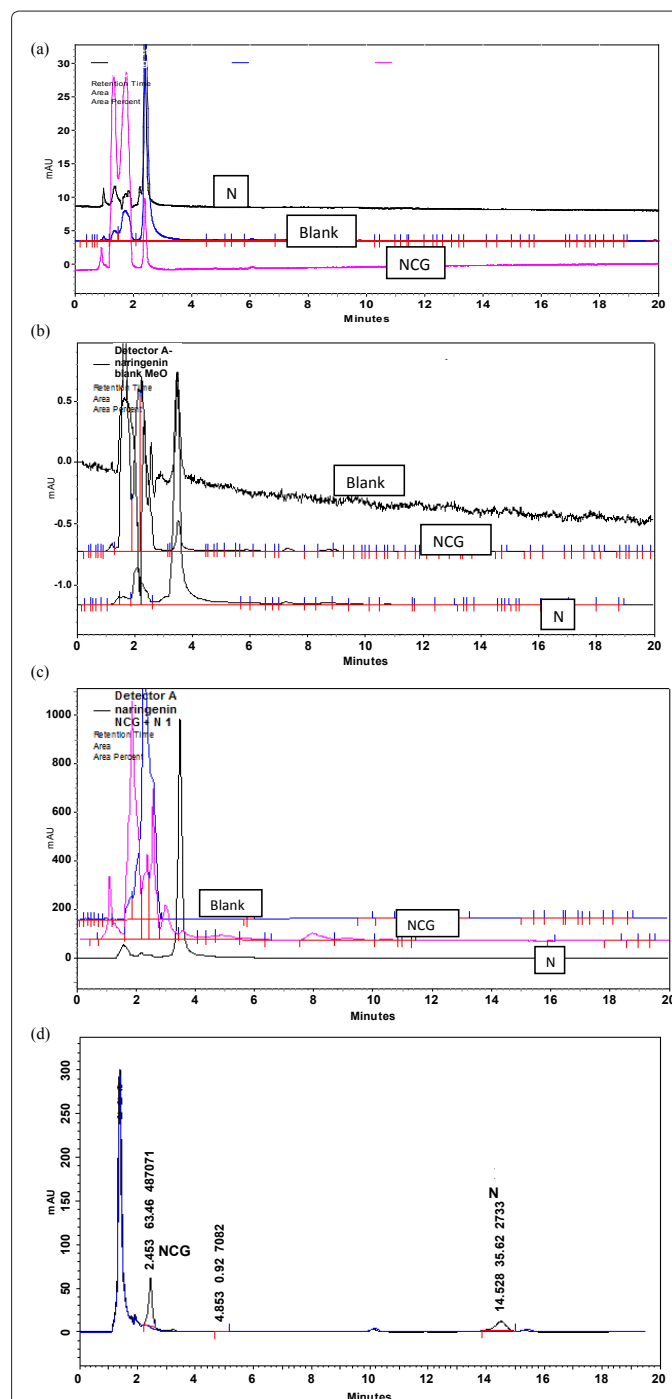 (a)
30
25
20
15
10
5
0
mAU
Retention Time
Area
Area Percent
N
Blank
NCG
0 2 4 6 8 10 12 14 16 18 20
Minutes
(b)
Detector A-
naringenin
blank MeO
Retention Time
Area
Area Percent
0.5
0.0
-0.5
-1.0
mAU
Blank
NCG
N
0 2 4 6 8 10 12 14 16 18 20
Minutes
(c)
Detector A
naringenin
NCG + N 1
Retention Time
Area
Area Percent
1000
800
600
400
200
0
mAU
Blank
NCG
N
0 2 4 6 8 10 12 14 16 18 20
Minutes
(d)
300
250
200
150
100
50
0
mAU
2.453 63.46 487071
NCG
4.853 0.92 7082
N
14.528 35.62 2733
0 2 4 6 8 10 12 14 16 18 20
Minutes